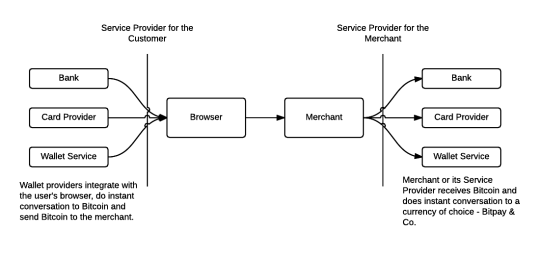 Service Provider for the
Customer
Service Provider for the
Merchant
Bank
Bank
Card Provider
Browser
Merchant
Card Provider
Wallet Service
Wallet Service
Wallet providers integrate with
the user's browser, do instant
conversation to Bitcoin and
send Bitcoin to the merchant.
Merchant or its Service
Provider receives Bitcoin and
does instant conversation to a
currency of choice - Bitpay &
Co.